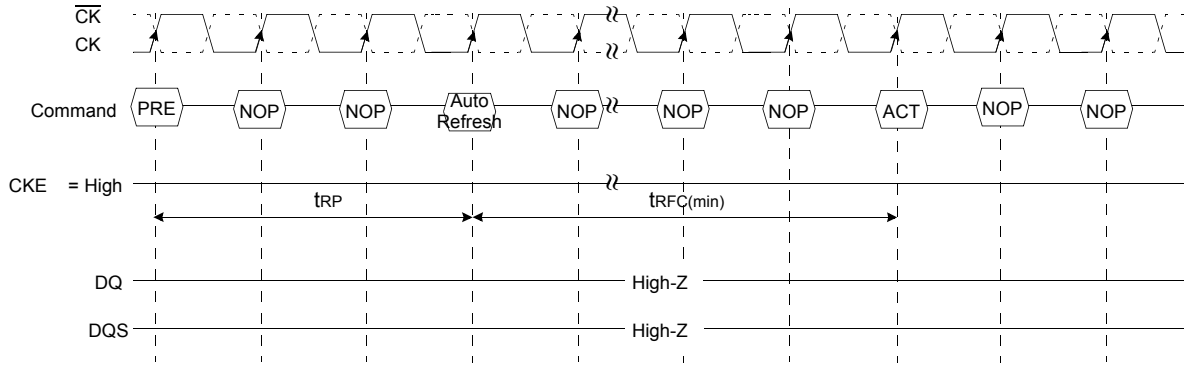 CK
CK
Command PRE NOP NOP Auto Refresh NOP NOP NOP ACT NOP NOP
CKE = High
tRP tRFC(min)
DQ High-Z
DQS High-Z